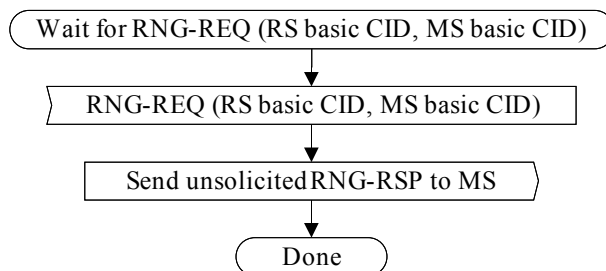 Wait for RNG-REQ (RS basic CID, MS basic CID)
RNG-REQ (RS basic CID, MS basic CID)
Send unsolicited RNG-RSP to MS
Done